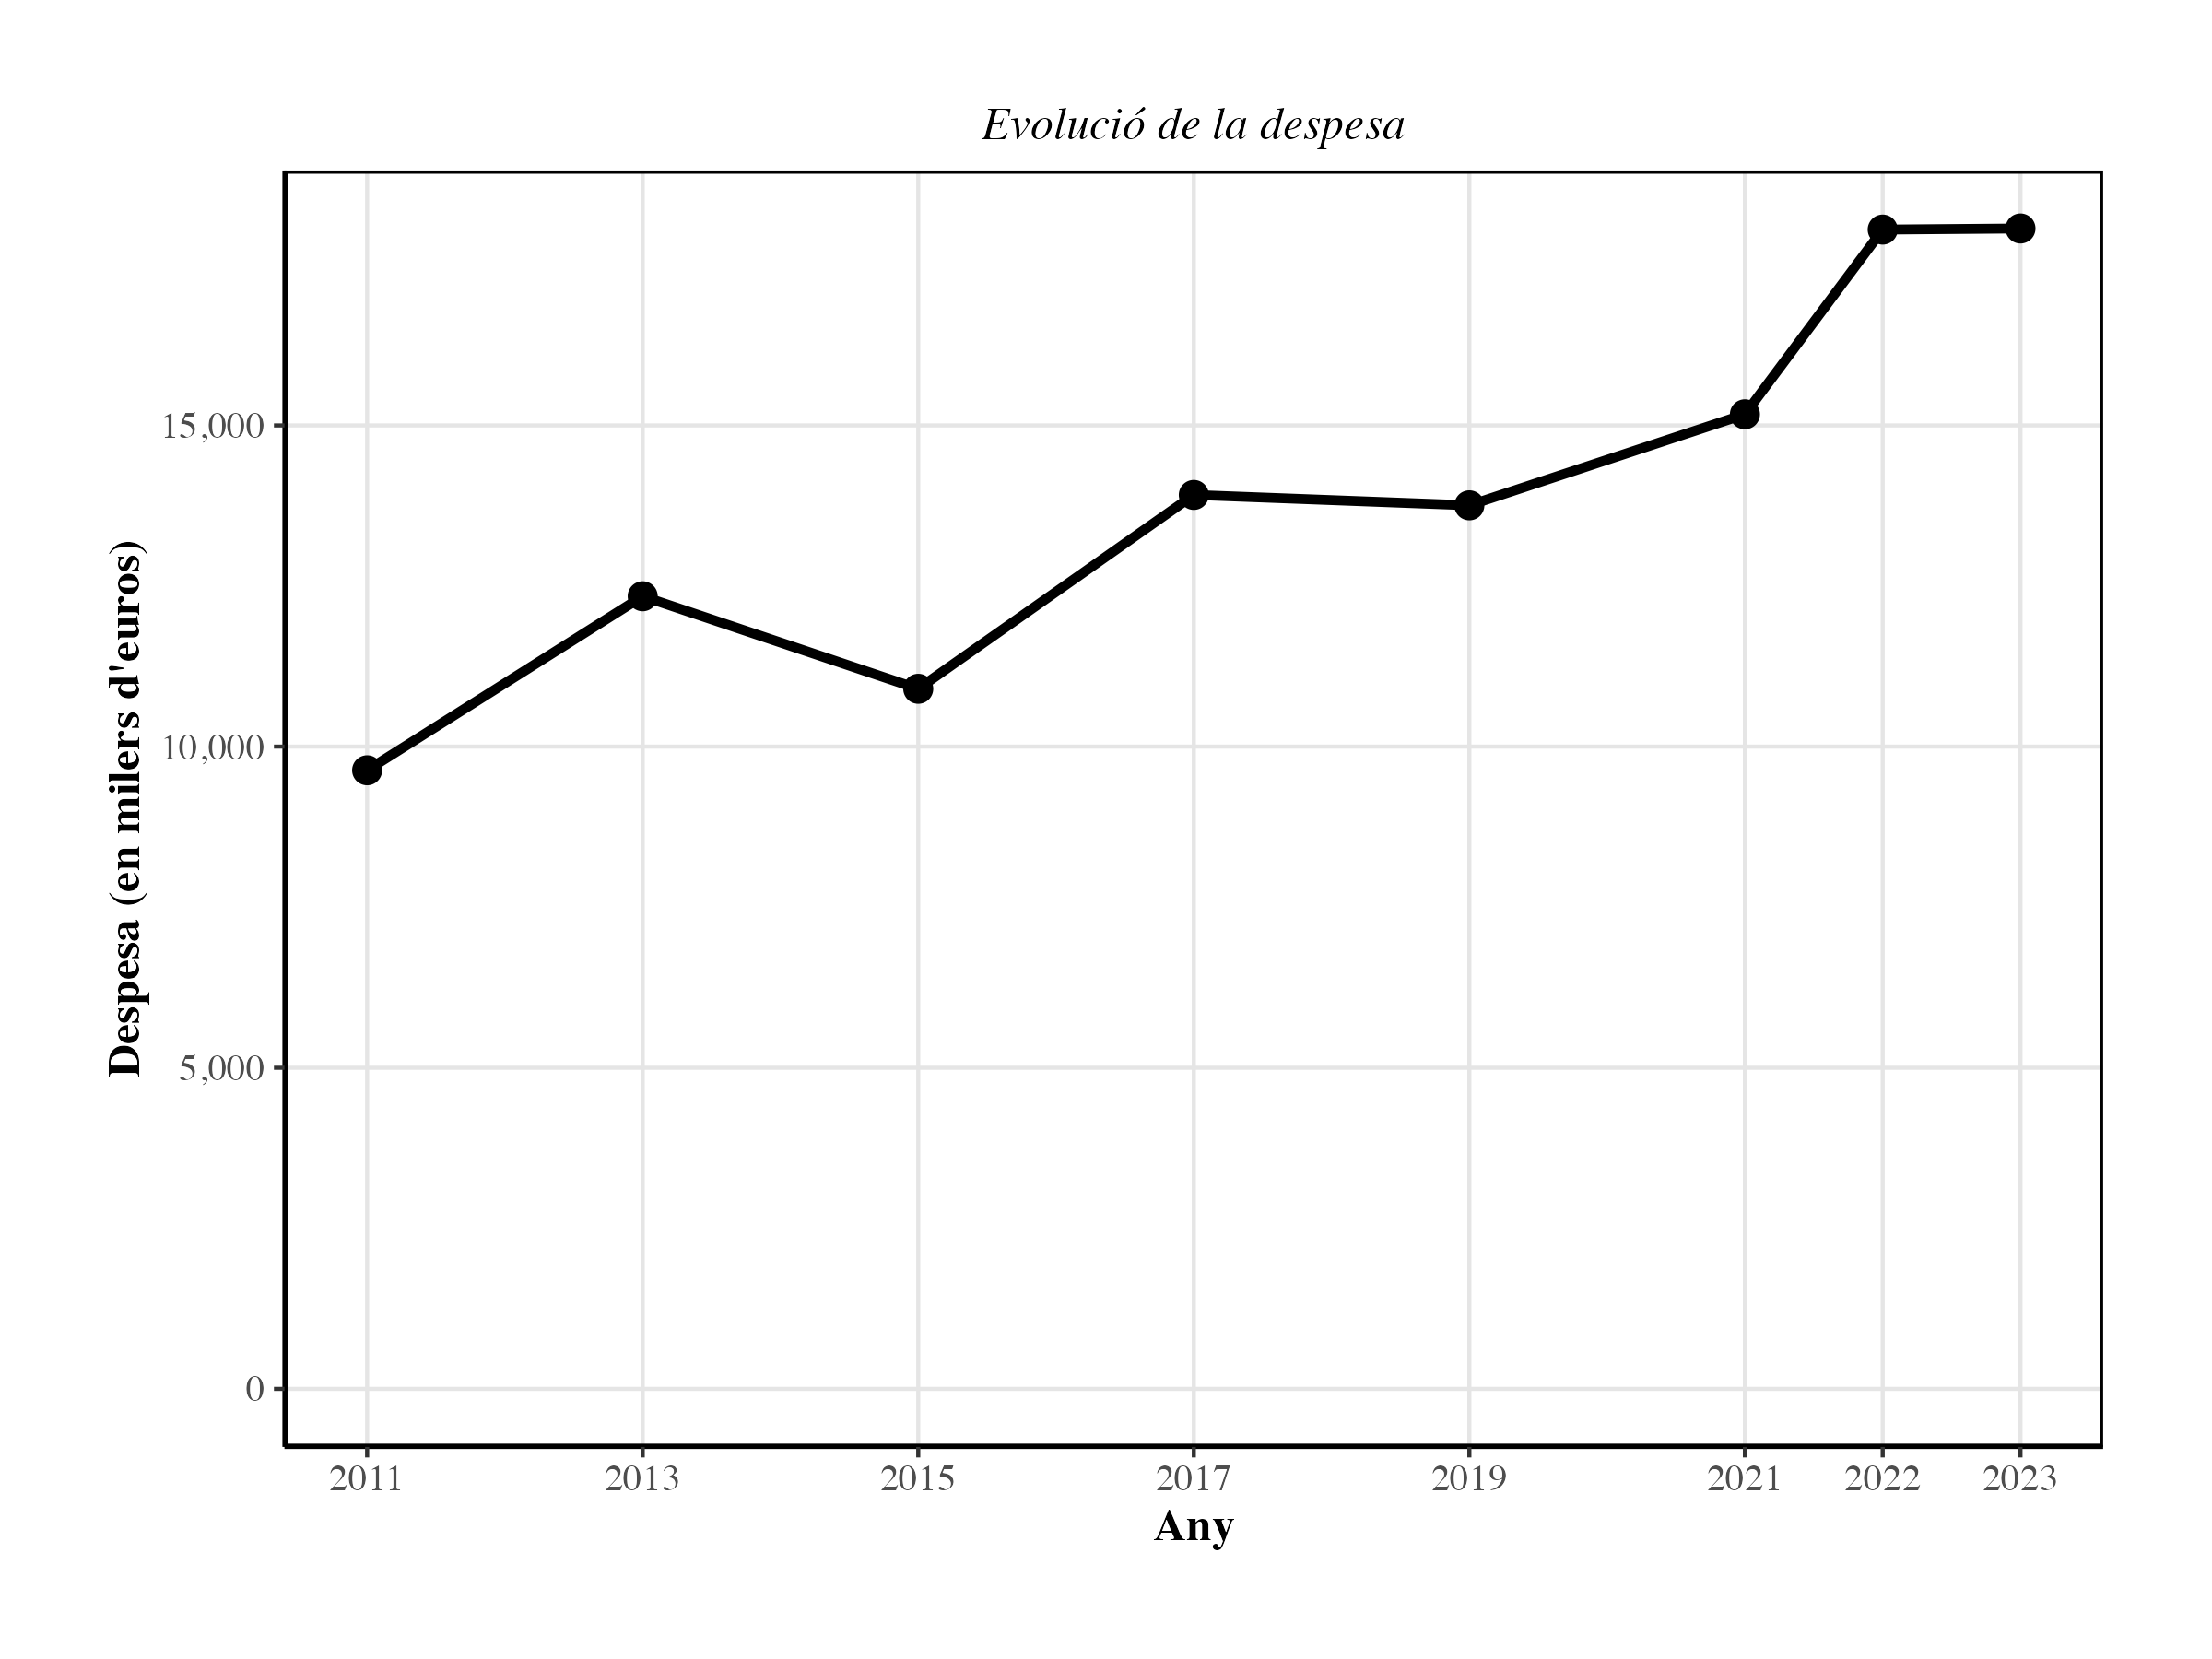 Evolució de la despesa
Despesa (en milers d'euros)
15,000
10,000
5,000
0
2011 2013 2015 2017 2019 2021 2022 2023
Any